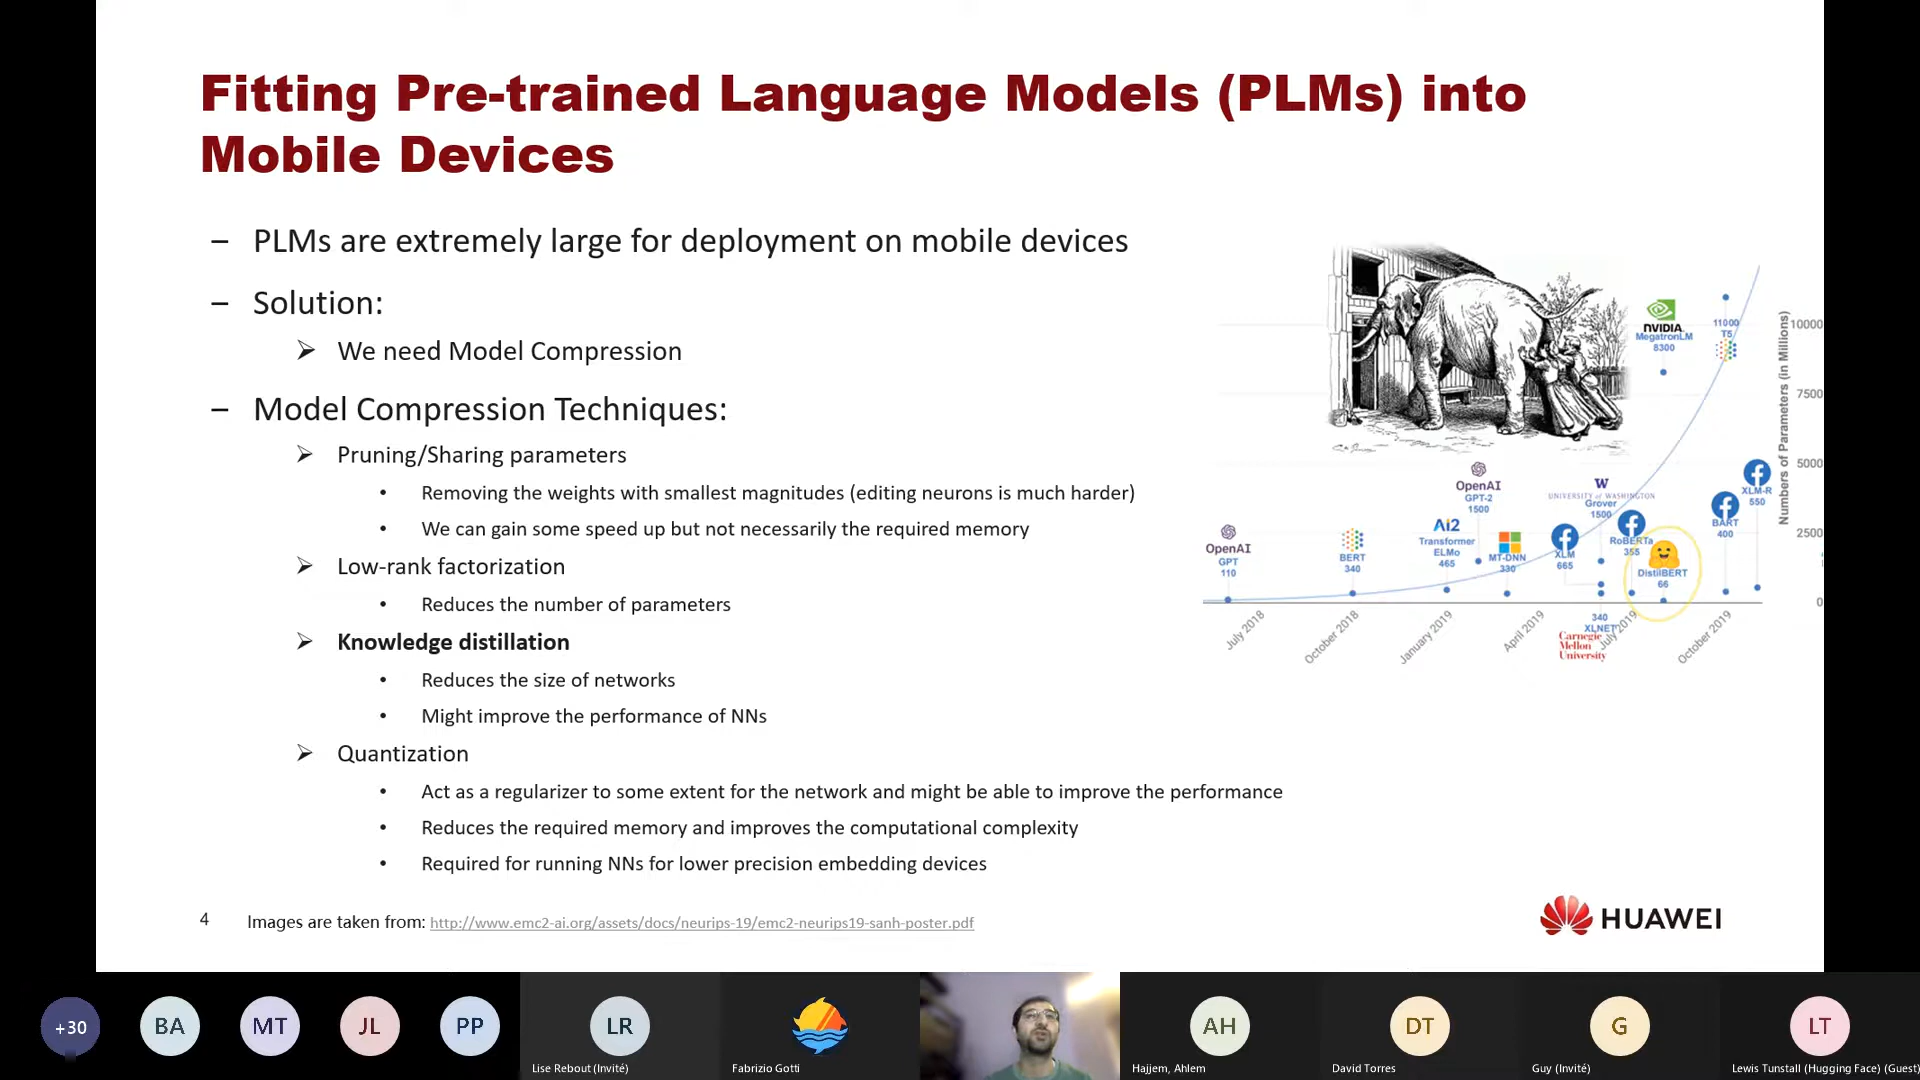 Fitting Pre-trained Language Models (PLMs) into
Mobile Devices
– PLMs are extremely large for deployment on mobile devices
– Solution:
➢ We need Model Compression
– Model Compression Techniques:
➢ Pruning/Sharing parameters
• Removing the weights with smallest magnitudes (editing neurons is much harder)
• We can gain some speed up but not necessarily the required memory
➢ Low-rank factorization
• Reduces the number of parameters
➢ Knowledge distillation
• Reduces the size of networks
• Might improve the performance of NNs
➢ Quantization
• Act as a regularizer to some extent for the network and might be able to improve the performance
• Reduces the required memory and improves the computational complexity
• Required for running NNs for lower precision embedding devices
OpenAI
GPT
110
BERT
340
AI2
Transformer
ELMo
465
OpenAI
GPT-2
1500
MT-DNN
330
XLM
665
W
UNIVERSITY of WASHINGTON
Grover
1500
RoBERTa
355
NVIDIA.
MegatronLM
8300
DistilBERT
66
340
XLNET
Carnegie
Mellon
University
11000
T5
BART
400
XLM-R
550
Numbers of Parameters (in Millions)
10000
7500
5000
2500
0
July 2018
October 2018
January 2019
April 2019
July 2019
October 2019
4
Images are taken from: http://www.emc2-ai.org/assets/docs/neurips-19/emc2-neurips19-sanh-poster.pdf
HUAWEI
+30
BA
MT
JL
PP
LR
Lise Rebout (Invité)
Fabrizio Gotti
AH
Hajjem, Ahlem
DT
David Torres
G
Guy (Invité)
LT
Lewis Tunstall (Hugging Face) (Guest)